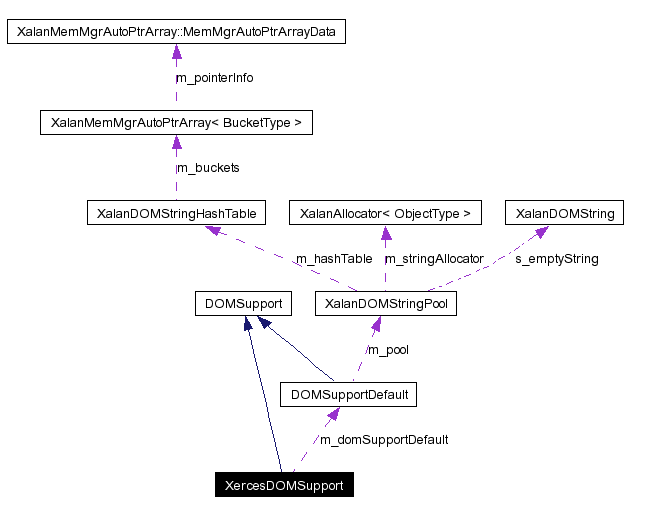 XalanMemMgrAutoPtrArray::MemMgrAutoPtrArrayData
m_pointerInfo
XalanMemMgrAutoPtrArray< BucketType >
m_buckets
XalanDOMStringHashTable
XalanAllocator< ObjectType >
XalanDOMString
m_hashTable
m_stringAllocator
s_emptyString
DOMSupport
XalanDOMStringPool
m_pool
DOMSupportDefault
m_domSupportDefault
XercesDOMSupport